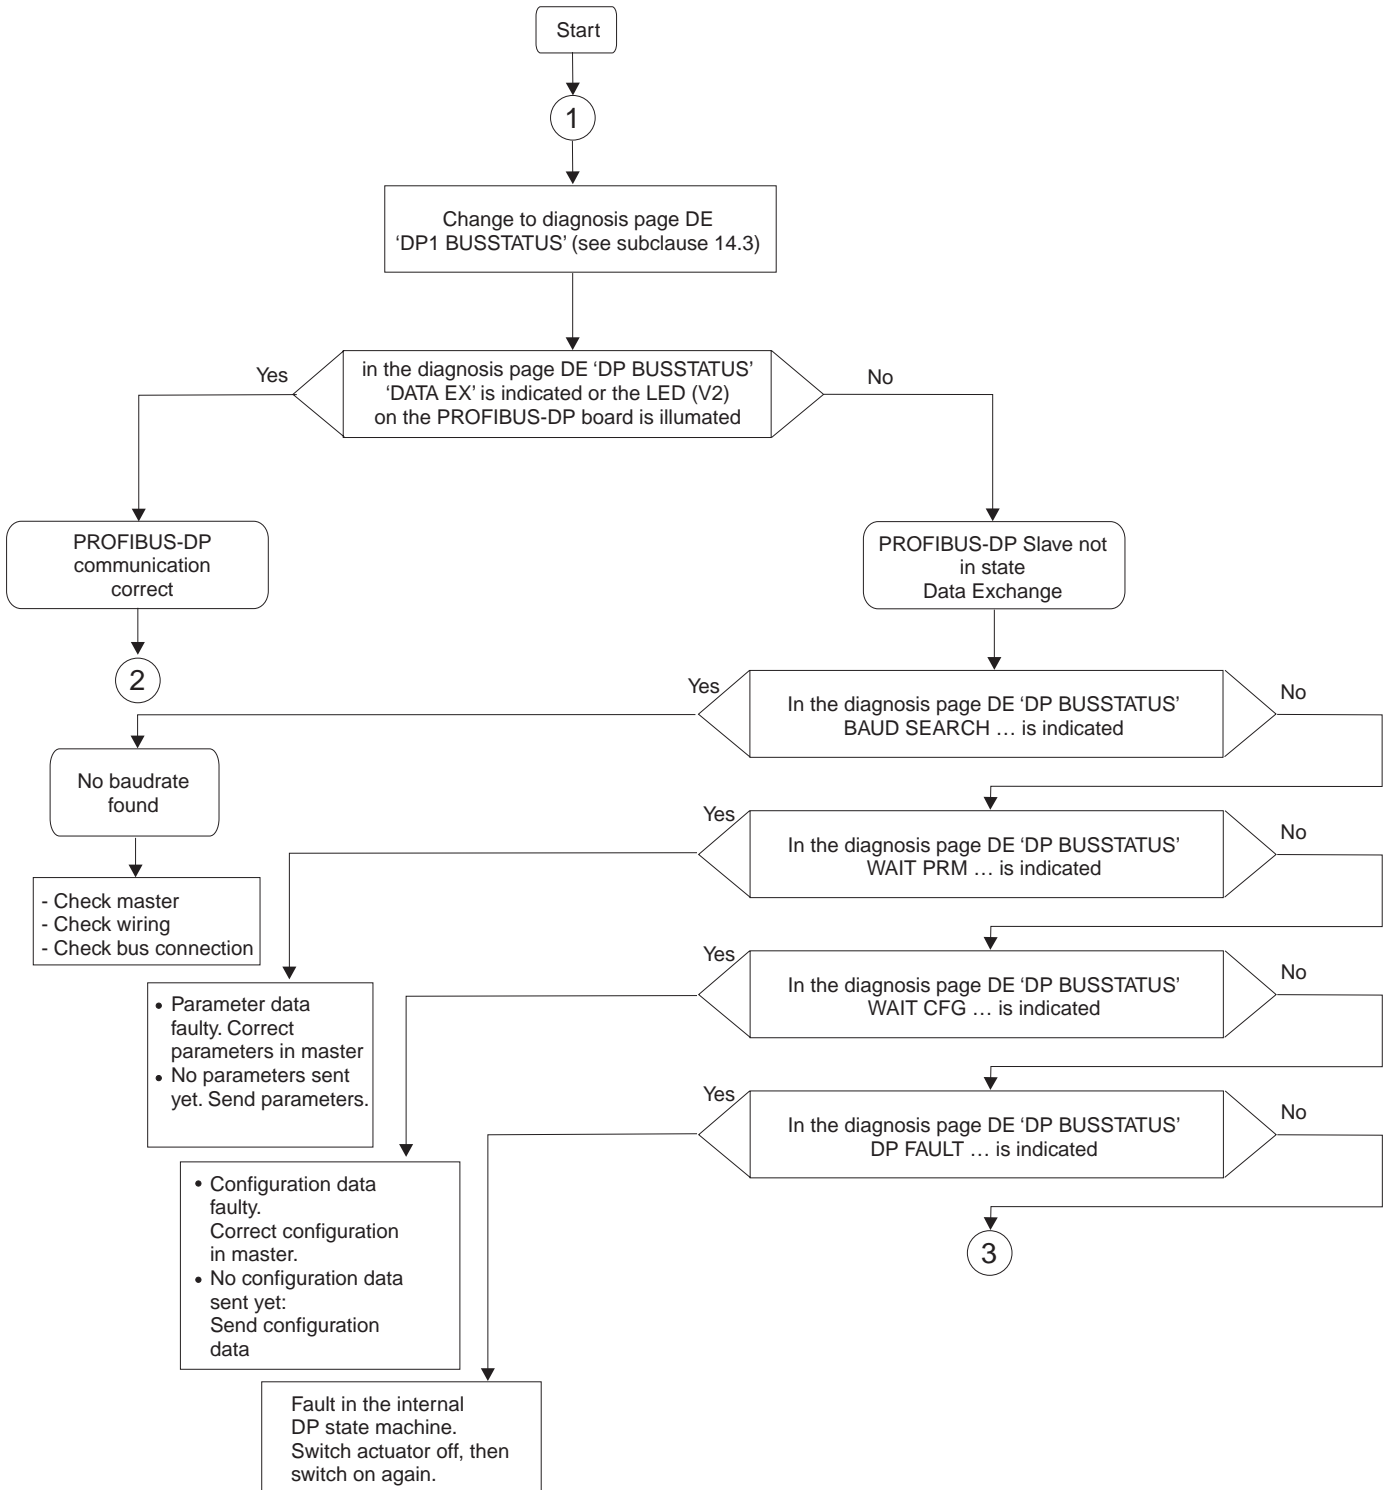 Start
1
Change to diagnosis page DE
‘DP1 BUSSTATUS’ (see subclause 14.3)
Yes
in the diagnosis page DE ‘DP BUSSTATUS’
‘DATA EX’ is indicated or the LED (V2)
on the PROFIBUS-DP board is illumated
No
PROFIBUS-DP
communication
correct
PROFIBUS-DP Slave not
in state
Data Exchange
2
Yes
In the diagnosis page DE ‘DP BUSSTATUS’
BAUD SEARCH … is indicated
No
No baudrate
found
Yes
In the diagnosis page DE ‘DP BUSSTATUS’
WAIT PRM … is indicated
No
- Check master
- Check wiring
- Check bus connection
Yes
In the diagnosis page DE ‘DP BUSSTATUS’
WAIT CFG … is indicated
No
• Parameter data
faulty. Correct
parameters in master
• No parameters sent
yet. Send parameters.
Yes
In the diagnosis page DE ‘DP BUSSTATUS’
DP FAULT … is indicated
No
• Configuration data
faulty.
Correct configuration
in master.
• No configuration data
sent yet:
Send configuration
data
3
Fault in the internal
DP state machine.
Switch actuator off, then
switch on again.